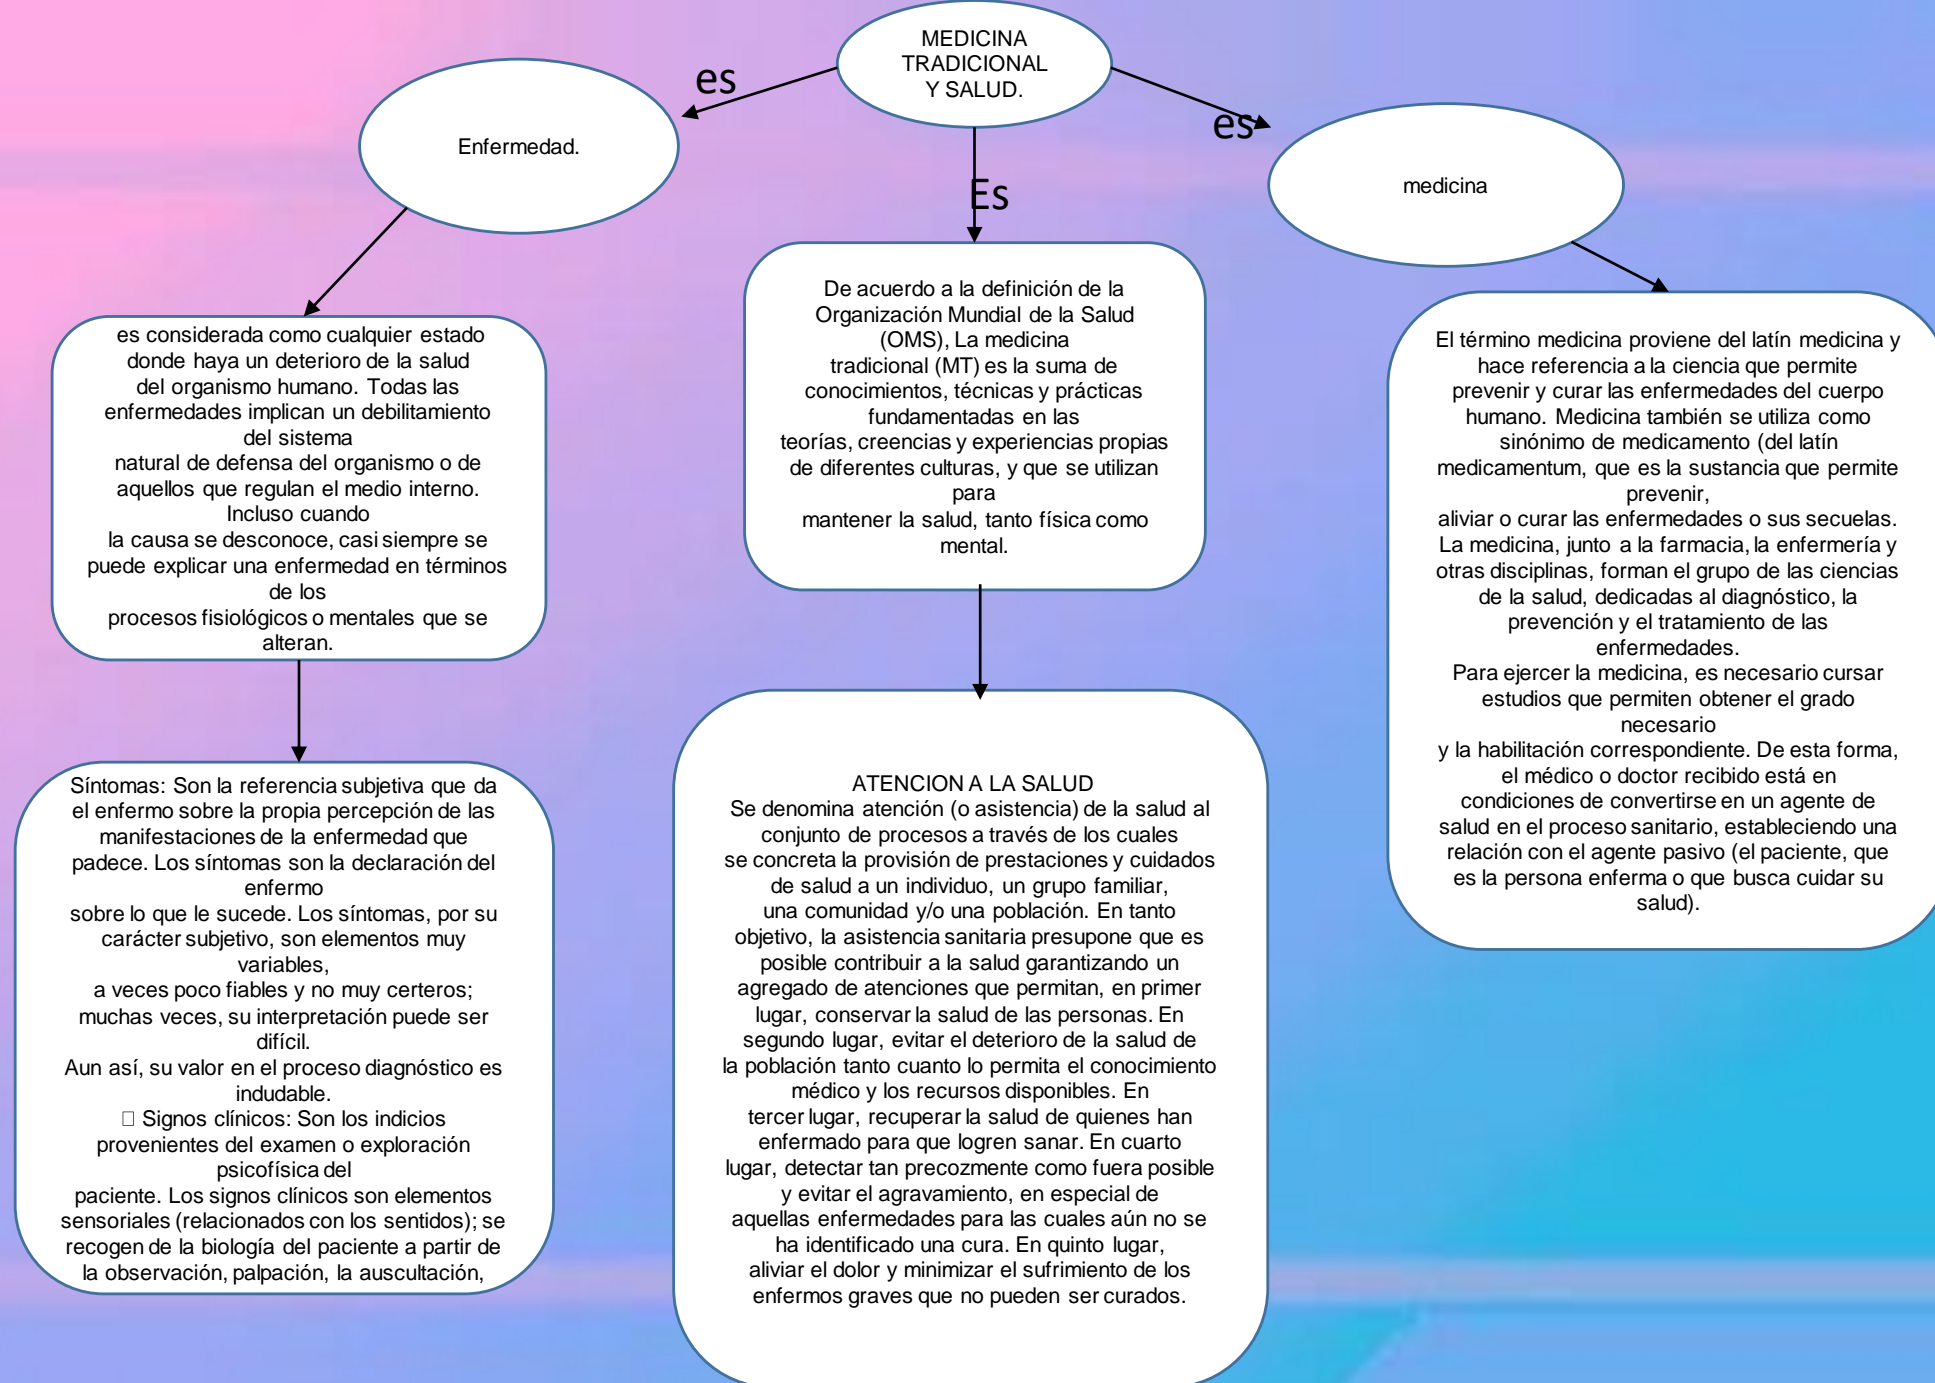 MEDICINA
TRADICIONAL
Y SALUD.
es
Es
es
Enfermedad.
medicina
es considerada como cualquier estado
donde haya un deterioro de la salud
del organismo humano. Todas las
enfermedades implican un debilitamiento
del sistema
natural de defensa del organismo o de
aquellos que regulan el medio interno.
Incluso cuando
la causa se desconoce, casi siempre se
puede explicar una enfermedad en términos
de los
procesos fisiológicos o mentales que se
alteran.
Síntomas: Son la referencia subjetiva que da
el enfermo sobre la propia percepción de las
manifestaciones de la enfermedad que
padece. Los síntomas son la declaración del
enfermo
sobre lo que le sucede. Los síntomas, por su
carácter subjetivo, son elementos muy
variables,
a veces poco fiables y no muy certeros;
muchas veces, su interpretación puede ser
difícil.
Aun así, su valor en el proceso diagnóstico es
indudable.
 Signos clínicos: Son los indicios
provenientes del examen o exploración
psicofísica del
paciente. Los signos clínicos son elementos
sensoriales (relacionados con los sentidos); se
recogen de la biología del paciente a partir de
la observación, palpación, la auscultación,
De acuerdo a la definición de la
Organización Mundial de la Salud
(OMS), La medicina
tradicional (MT) es la suma de
conocimientos, técnicas y prácticas
fundamentadas en las
teorías, creencias y experiencias propias
de diferentes culturas, y que se utilizan
para
mantener la salud, tanto física como
mental.
ATENCION A LA SALUD
Se denomina atención (o asistencia) de la salud al
conjunto de procesos a través de los cuales
se concreta la provisión de prestaciones y cuidados
de salud a un individuo, un grupo familiar,
una comunidad y/o una población. En tanto
objetivo, la asistencia sanitaria presupone que es
posible contribuir a la salud garantizando un
agregado de atenciones que permitan, en primer
lugar, conservar la salud de las personas. En
segundo lugar, evitar el deterioro de la salud de
la población tanto cuanto lo permita el conocimiento
médico y los recursos disponibles. En
tercer lugar, recuperar la salud de quienes han
enfermado para que logren sanar. En cuarto
lugar, detectar tan precozmente como fuera posible
y evitar el agravamiento, en especial de
aquellas enfermedades para las cuales aún no se
ha identificado una cura. En quinto lugar,
aliviar el dolor y minimizar el sufrimiento de los
enfermos graves que no pueden ser curados.
El término medicina proviene del latín medicina y
hace referencia a la ciencia que permite
prevenir y curar las enfermedades del cuerpo
humano. Medicina también se utiliza como
sinónimo de medicamento (del latín
medicamentum, que es la sustancia que permite
prevenir,
aliviar o curar las enfermedades o sus secuelas.
La medicina, junto a la farmacia, la enfermería y
otras disciplinas, forman el grupo de las ciencias
de la salud, dedicadas al diagnóstico, la
prevención y el tratamiento de las
enfermedades.
Para ejercer la medicina, es necesario cursar
estudios que permiten obtener el grado
necesario
y la habilitación correspondiente. De esta forma,
el médico o doctor recibido está en
condiciones de convertirse en un agente de
salud en el proceso sanitario, estableciendo una
relación con el agente pasivo (el paciente, que
es la persona enferma o que busca cuidar su
salud).